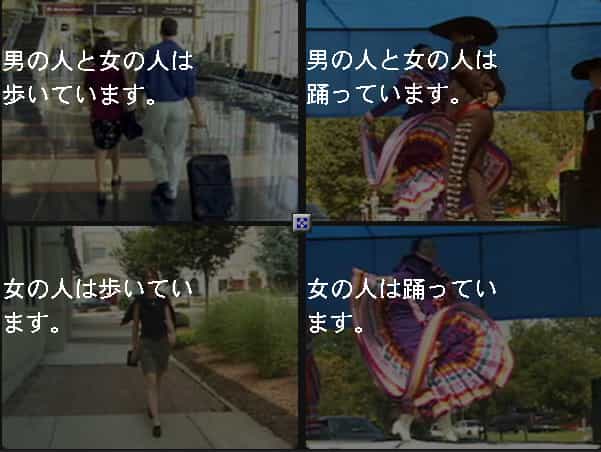 男の人と女の人は
歩いています。
男の人と女の人は
踊っています。
女の人は歩いてい
ます。
女の人は踊ってい
ます。